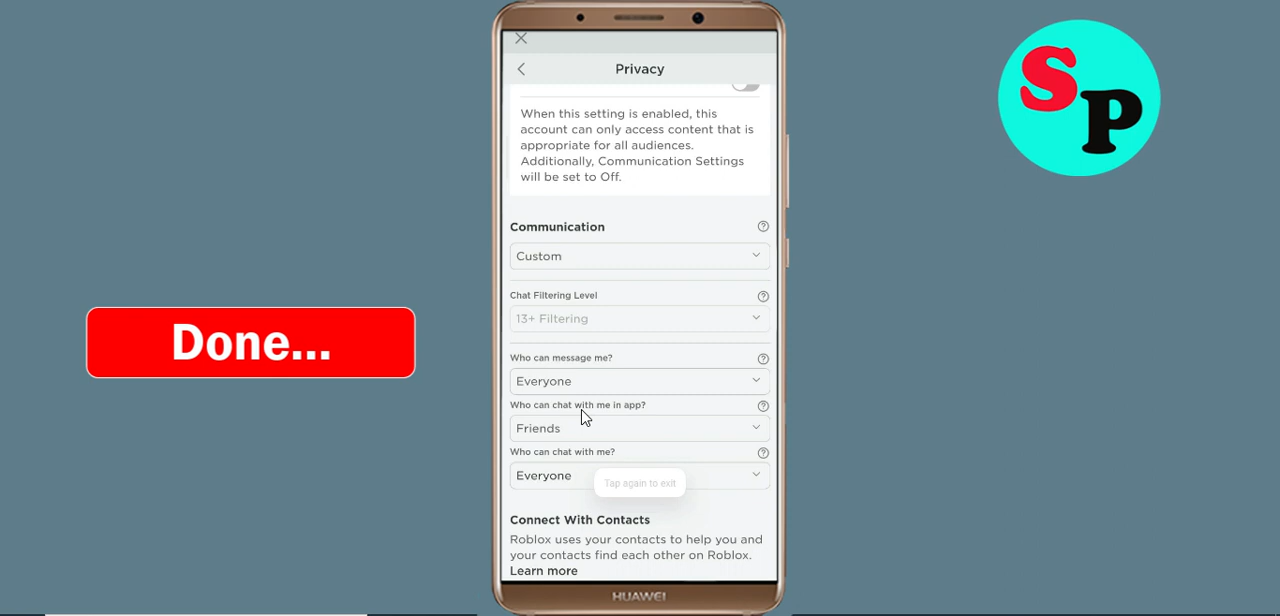 Privacy
When this setting is enabled, this
account can only access content that is
appropriate for all audiences.
Additionally, Communication Settings
will be set to Off.
Communication
Custom
Chat Filtering Level
13+ Filtering
Who can message me?
Everyone
Who can chat with me in app?
Friends
Who can chat with me?
Everyone
Tap again to exit
Connect With Contacts
Roblox uses your contacts to help you and
your contacts find each other on Roblox.
Learn more
HUAWEI
Done...
SP